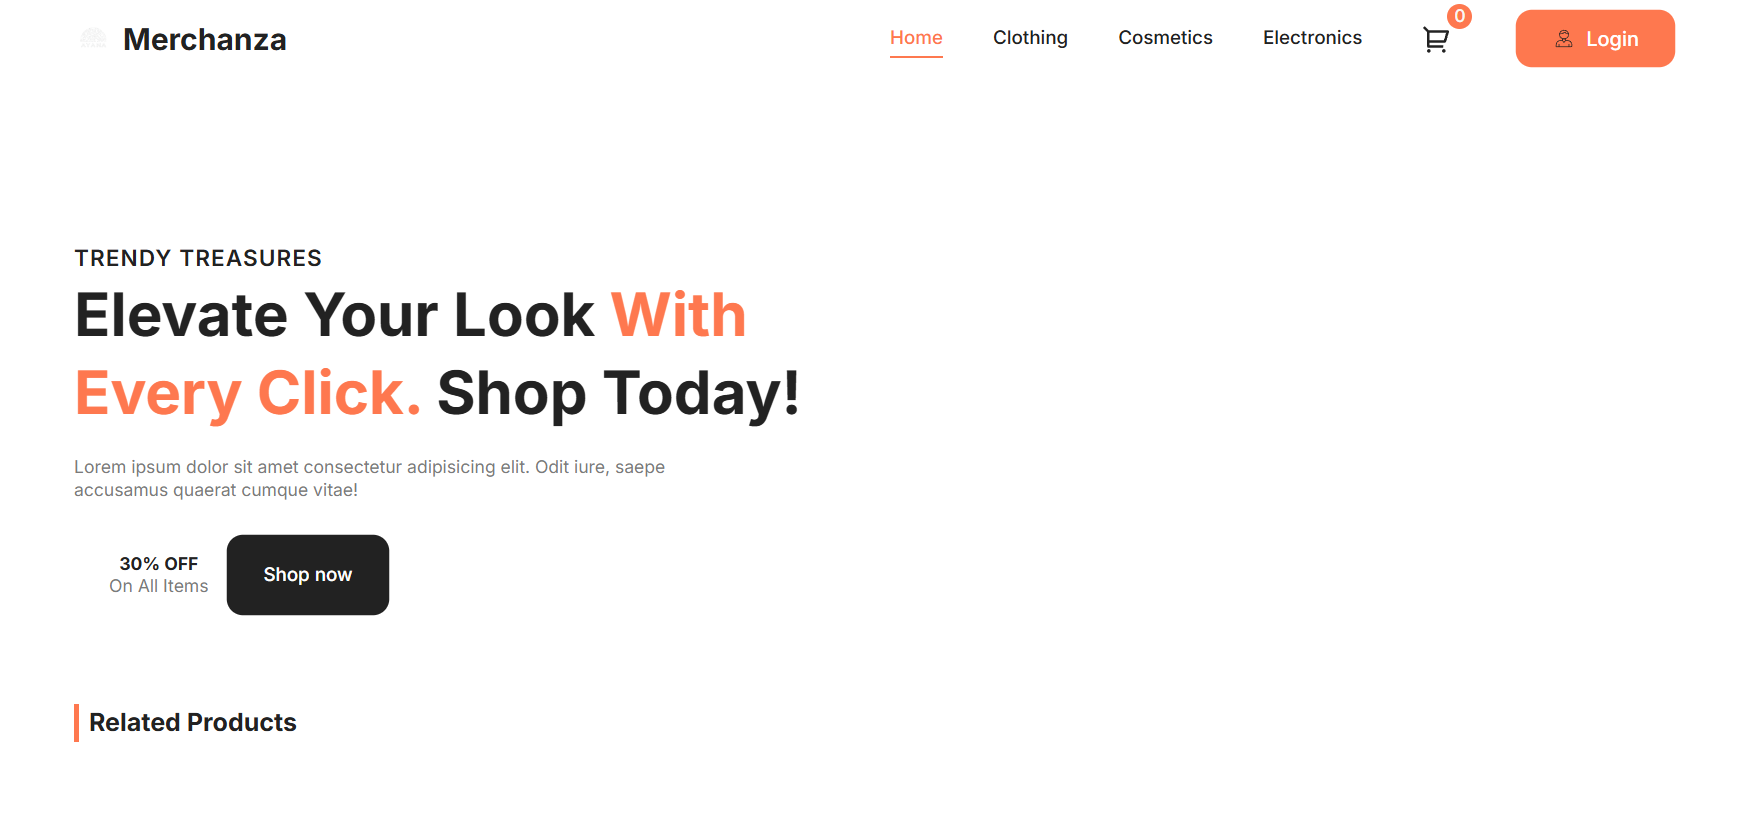 Merchanza
Home Clothing Cosmetics Electronics 0 Login
TRENDY TREASURES
Elevate Your Look With
Every Click. Shop Today!
Lorem ipsum dolor sit amet consectetur adipisicing elit. Odit iure, saepe
accusamus quaerat cumque vitae!
30% OFF
On All Items
Shop now
Related Products